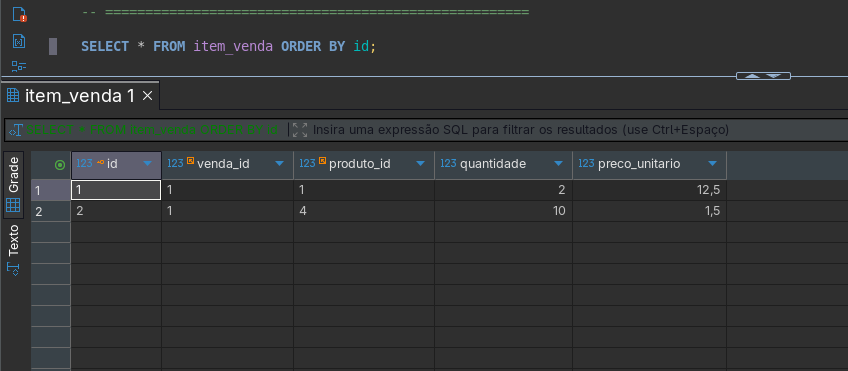 -- ===================================================
SELECT * FROM item_venda ORDER BY id;
item_venda 1 ×
SELECT * FROM item_venda ORDER BY id Insira uma expressão SQL para filtrar os resultados (use Ctrl+Espaço)
Grade
Texto
123 id 123 venda_id 123 produto_id 123 quantidade 123 preco_unitario
1 1 1 1 2 12,5
2 2 1 4 10 1,5